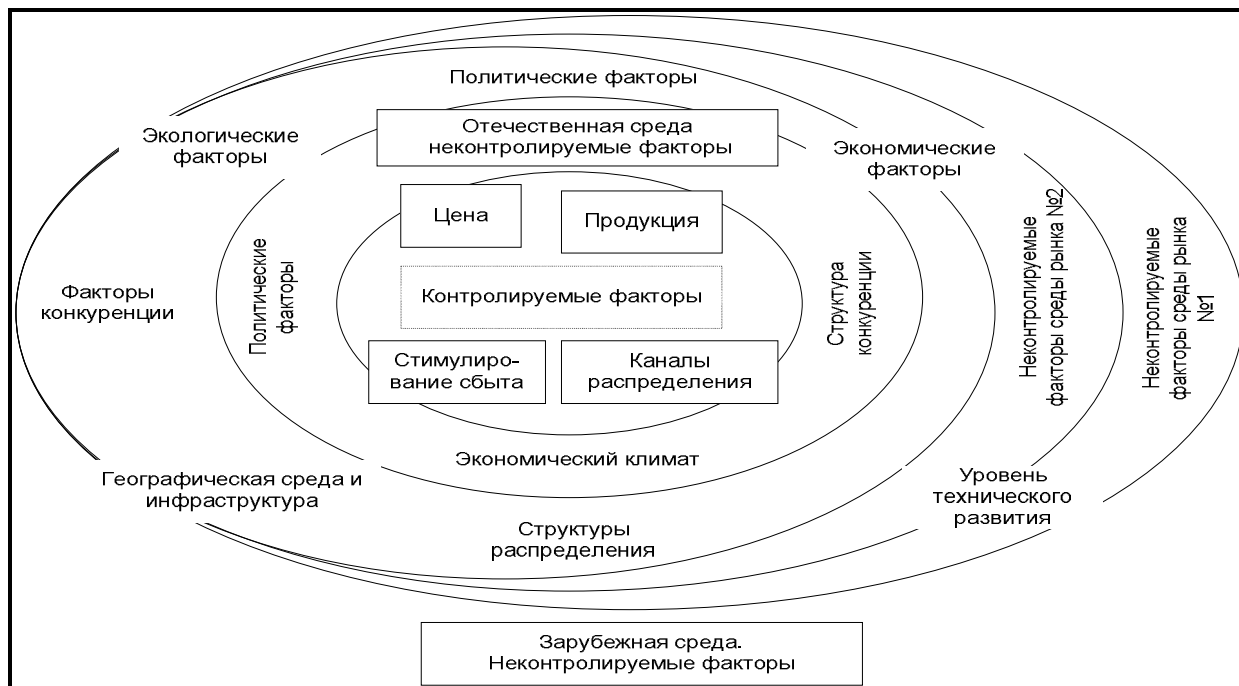 Политические факторы
Экологические
факторы
Отечественная среда
неконтролируемые факторы
Экономические
факторы
Цена
Продукция
Неконтролируемые
факторы среды рынка №2
Неконтролируемые
факторы среды рынка
№1
Политические
факторы
Структура
конкуренции
Факторы
конкуренции
Контролируемые факторы
Стимулиро-
вание сбыта
Каналы
распределения
Экономический климат
Географическая среда и
инфраструктура
Уровень
технического
развития
Структуры
распределения
Зарубежная среда.
Неконтролируемые факторы